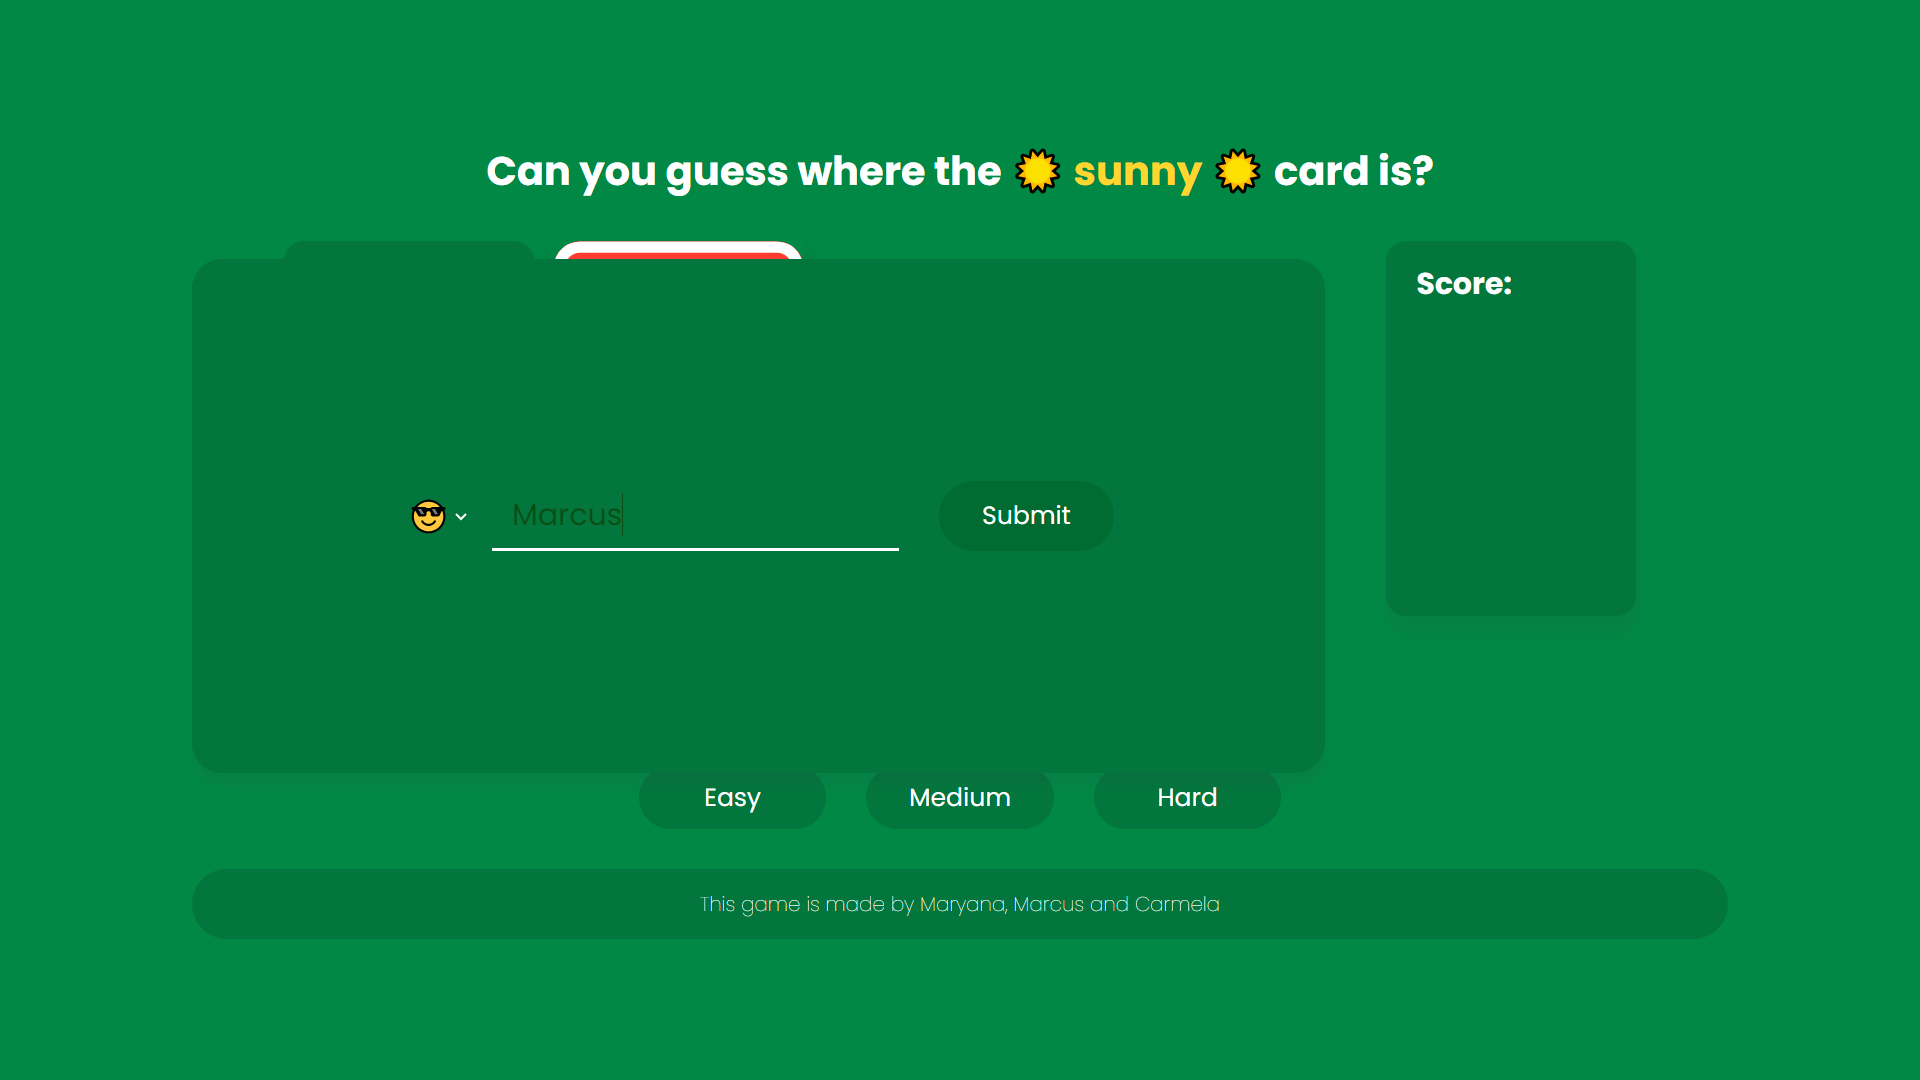 Can you guess where the sunny card is?
Score:
Marcus
Submit
Easy
Medium
Hard
This game is made by Maryana, Marcus and Carmela